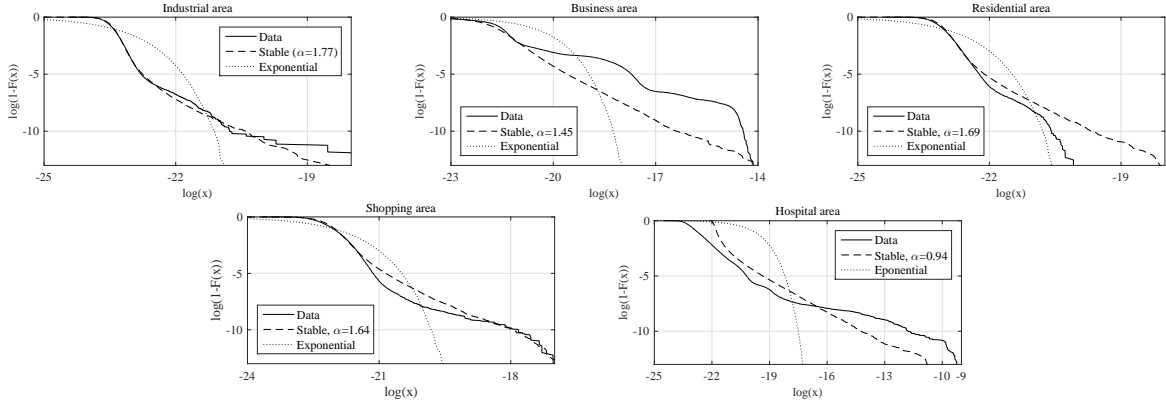 Industrial area
0
-5
-10
log(1-F(x))
-25
-22
-19
log(x)
Data
Stable (α=1.77)
Exponential
Business area
0
-5
-10
log(1-F(x))
-23
-20
-17
-14
log(x)
Data
Stable, α=1.45
Exponential
Residential area
0
-5
-10
log(1-F(x))
-25
-22
-19
log(x)
Data
Stable, α=1.69
Exponential
Shopping area
0
-5
-10
log(1-F(x))
-24
-21
-18
log(x)
Data
Stable, α=1.64
Exponential
Hospital area
0
-5
-10
log(1-F(x))
-25
-22
-19
-16
-13
-10
-9
log(x)
Data
Stable, α=0.94
Eponential